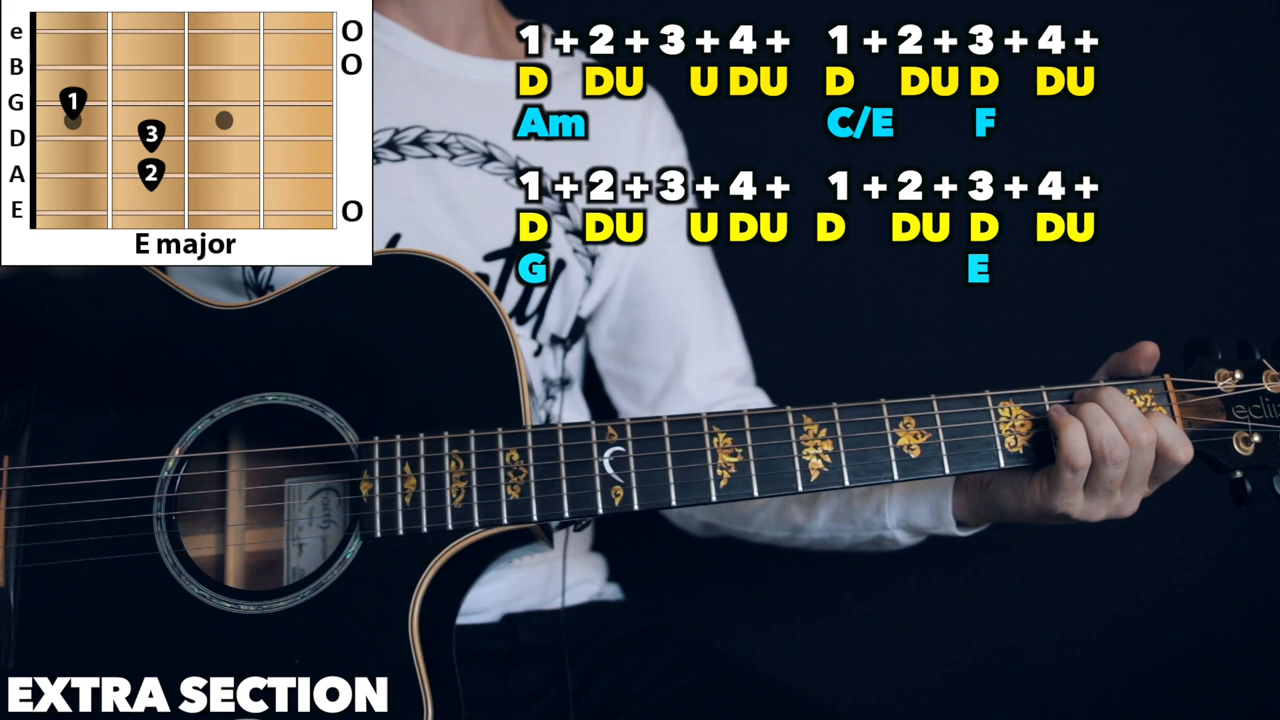 e
B
G
D
A
E
1
3
2
O
O
O
E major
1 + 2 + 3 + 4 + 1 + 2 + 3 + 4 +
D DU U DU D DU D DU
Am C/E F
1 + 2 + 3 + 4 + 1 + 2 + 3 + 4 +
D DU U DU D DU D DU
G E
EXTRA SECTION